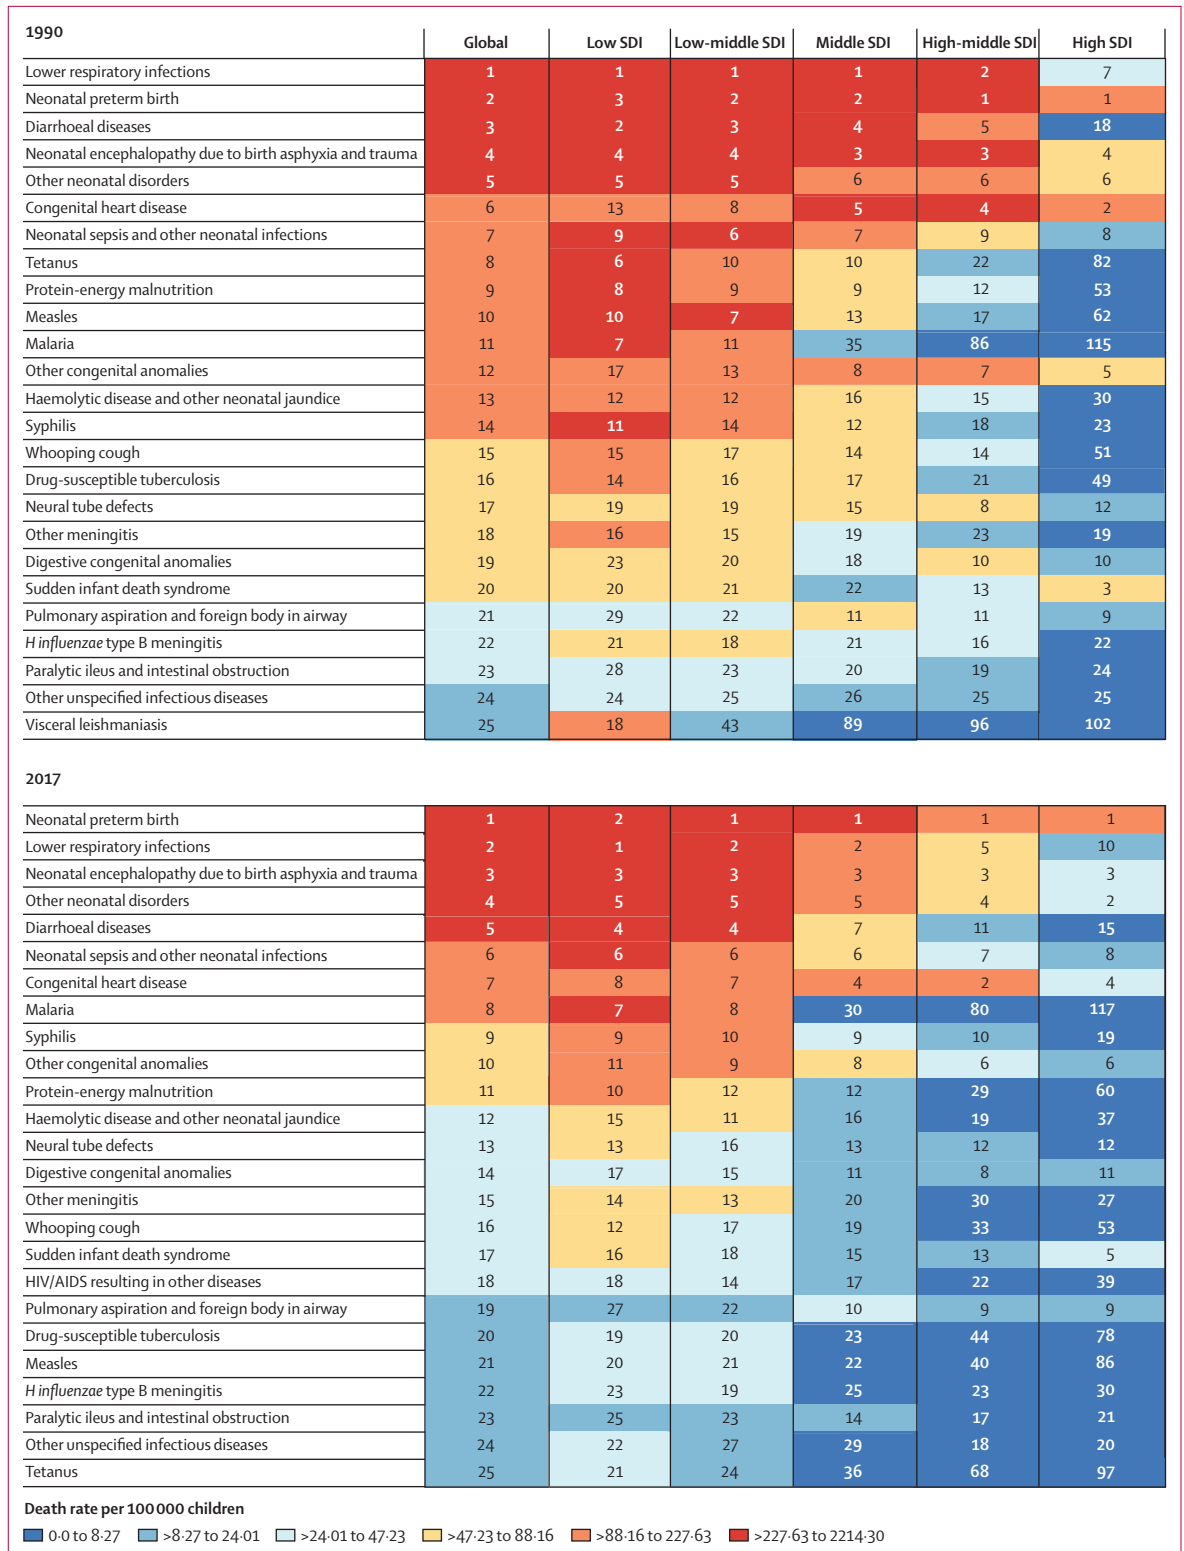 1990
Global Low SDI Low-middle SDI Middle SDI High-middle SDI High SDI
Lower respiratory infections 1 1 1 1 2 7
Neonatal preterm birth 2 3 2 2 1 1
Diarrhoeal diseases 3 2 3 4 5 18
Neonatal encephalopathy due to birth asphyxia and trauma 4 4 4 3 3 4
Other neonatal disorders 5 5 5 6 6 6
Congenital heart disease 6 13 8 5 4 2
Neonatal sepsis and other neonatal infections 7 9 6 7 9 8
Tetanus 8 6 10 10 22 82
Protein-energy malnutrition 9 8 9 9 12 53
Measles 10 10 7 13 17 62
Malaria 11 7 11 35 86 115
Other congenital anomalies 12 17 13 8 7 5
Haemolytic disease and other neonatal jaundice 13 12 12 16 15 30
Syphilis 14 11 14 12 18 23
Whooping cough 15 15 17 14 14 51
Drug-susceptible tuberculosis 16 14 16 17 21 49
Neural tube defects 17 19 19 15 8 12
Other meningitis 18 16 15 19 23 19
Digestive congenital anomalies 19 23 20 18 10 10
Sudden infant death syndrome 20 20 21 22 13 3
Pulmonary aspiration and foreign body in airway 21 29 22 11 11 9
H influenzae type B meningitis 22 21 18 21 16 22
Paralytic ileus and intestinal obstruction 23 28 23 20 19 24
Other unspecified infectious diseases 24 24 25 26 25 25
Visceral leishmaniasis 25 18 43 89 96 102
2017
Neonatal preterm birth 1 2 1 1 1 1
Lower respiratory infections 2 1 2 2 5 10
Neonatal encephalopathy due to birth asphyxia and trauma 3 3 3 3 3 3
Other neonatal disorders 4 5 5 5 4 2
Diarrhoeal diseases 5 4 4 7 11 15
Neonatal sepsis and other neonatal infections 6 6 6 6 7 8
Congenital heart disease 7 8 7 4 2 4
Malaria 8 7 8 30 80 117
Syphilis 9 9 10 9 10 19
Other congenital anomalies 10 11 9 8 6 6
Protein-energy malnutrition 11 10 12 12 29 60
Haemolytic disease and other neonatal jaundice 12 15 11 16 19 37
Neural tube defects 13 13 16 13 12 12
Digestive congenital anomalies 14 17 15 11 8 11
Other meningitis 15 14 13 20 30 27
Whooping cough 16 12 17 19 33 53
Sudden infant death syndrome 17 16 18 15 13 5
HIV/AIDS resulting in other diseases 18 18 14 17 22 39
Pulmonary aspiration and foreign body in airway 19 27 22 10 9 9
Drug-susceptible tuberculosis 20 19 20 23 44 78
Measles 21 20 21 22 40 86
H influenzae type B meningitis 22 23 19 25 23 30
Paralytic ileus and intestinal obstruction 23 25 23 14 17 21
Other unspecified infectious diseases 24 22 27 29 18 20
Tetanus 25 21 24 36 68 97
Death rate per 100 000 children
0·0 to 8·27 >8·27 to 24·01 >24·01 to 47·23 >47·23 to 88·16 >88·16 to 227·63 >227·63 to 2214·30